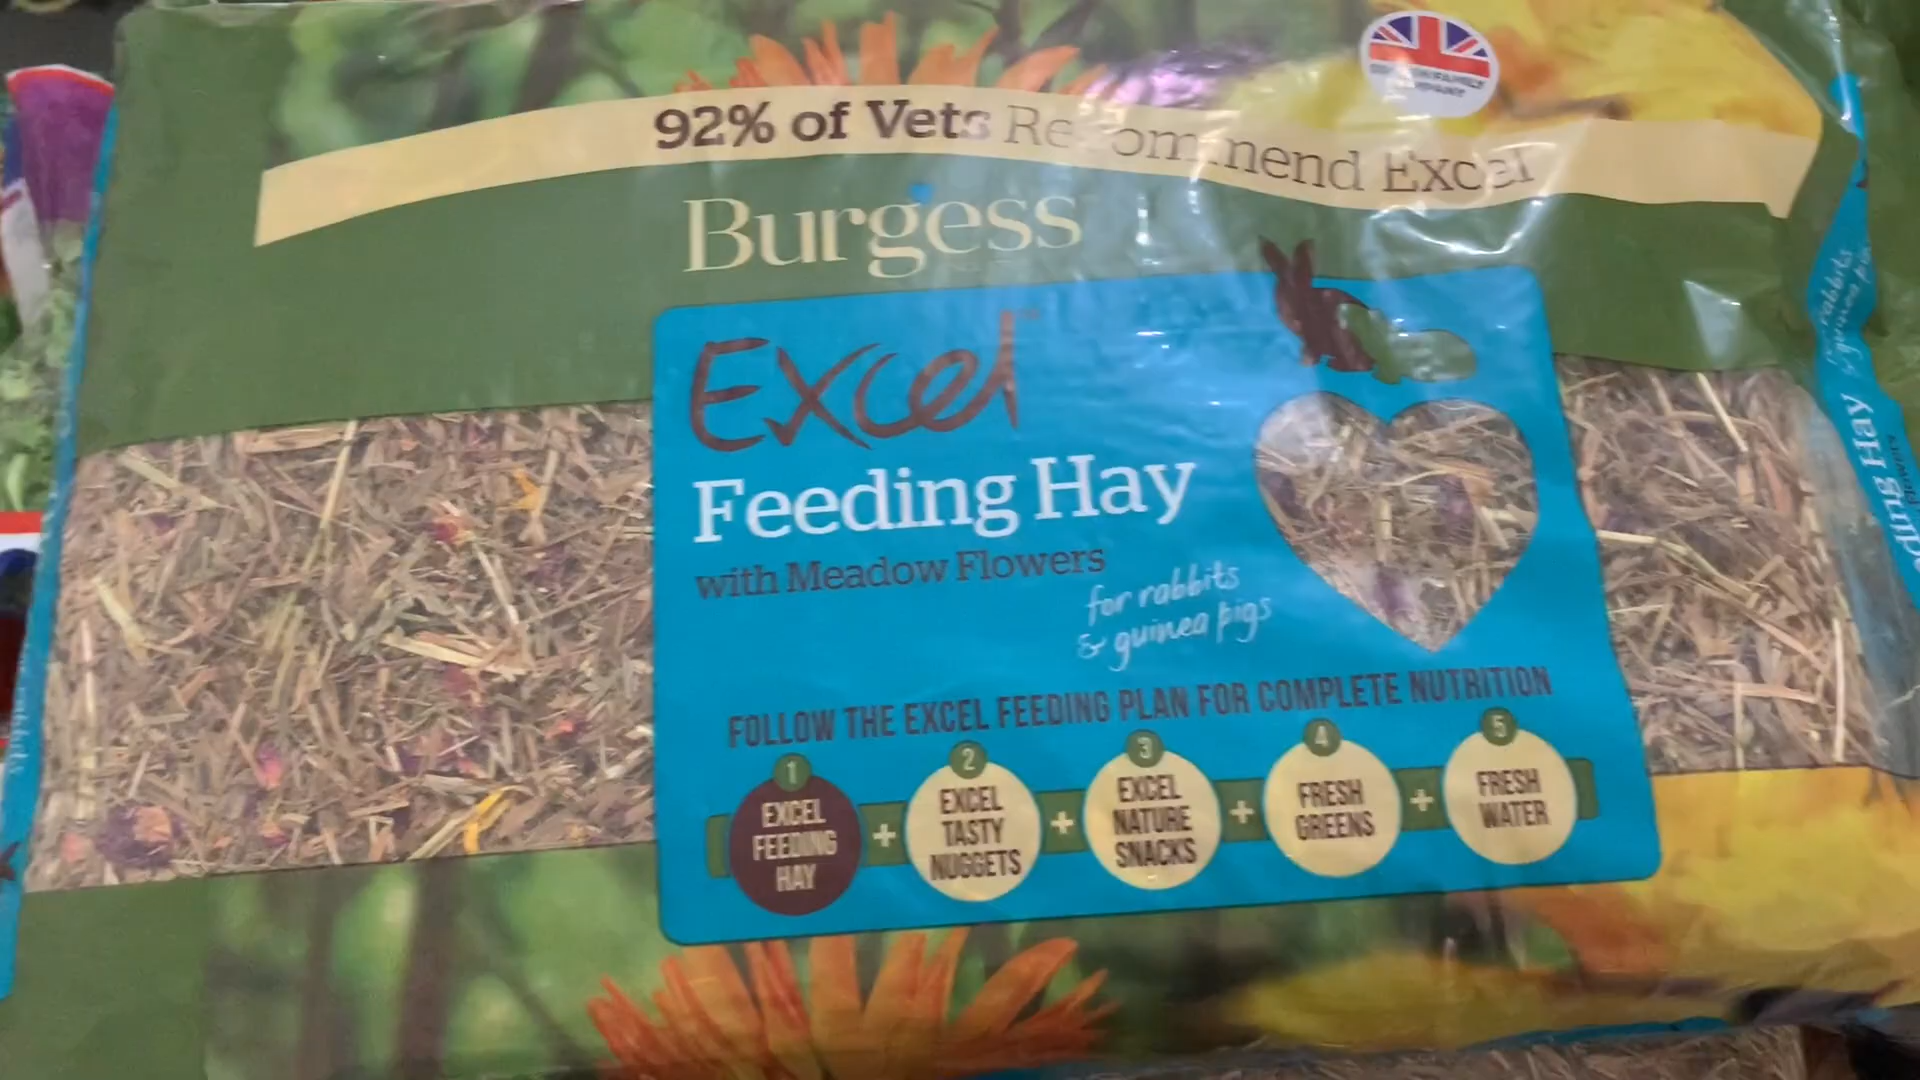 92% of Vets Recommend Excel
Burgess
Excel
Feeding Hay
with Meadow Flowers
for rabbits
& guinea pigs
FOLLOW THE EXCEL FEEDING PLAN FOR COMPLETE NUTRITION
1
EXCEL
FEEDING
HAY
+
2
EXCEL
TASTY
NUGGETS
+
3
EXCEL
NATURE
SNACKS
+
4
FRESH
GREENS
+
5
FRESH
WATER
rabbits
Hay